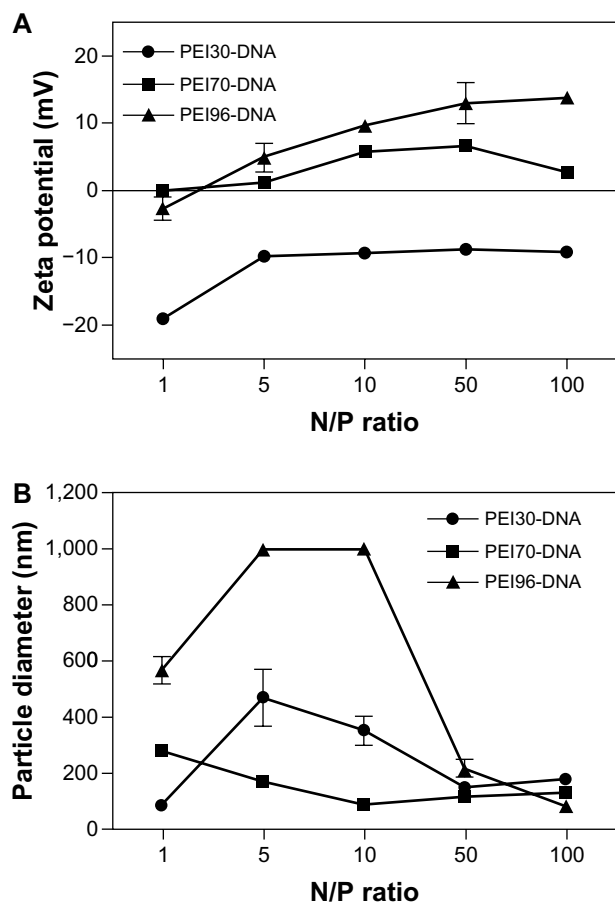 A
PEI30-DNA
PEI70-DNA
PEI96-DNA
Zeta potential (mV)
20
10
0
−10
−20
1 5 10 50 100
N/P ratio
B
PEI30-DNA
PEI70-DNA
PEI96-DNA
Particle diameter (nm)
1,200
1,000
800
600
400
200
0
1 5 10 50 100
N/P ratio